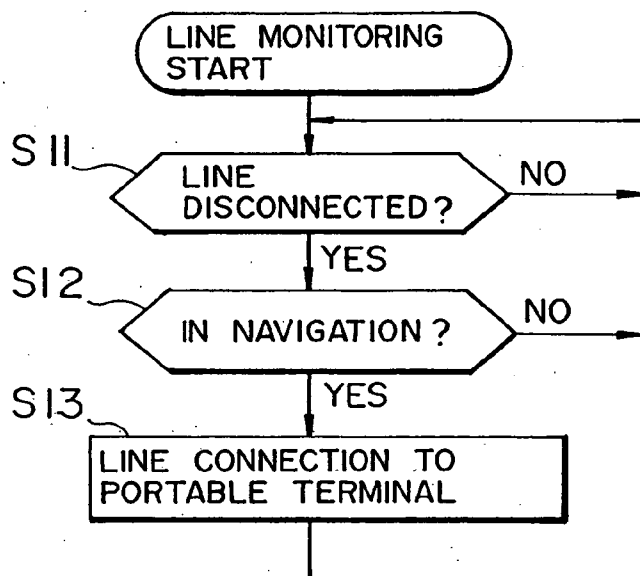 LINE MONITORING
START
S11
LINE
DISCONNECTED?
NO
YES
S12
IN NAVIGATION?
NO
YES
S13
LINE CONNECTION TO
PORTABLE TERMINAL